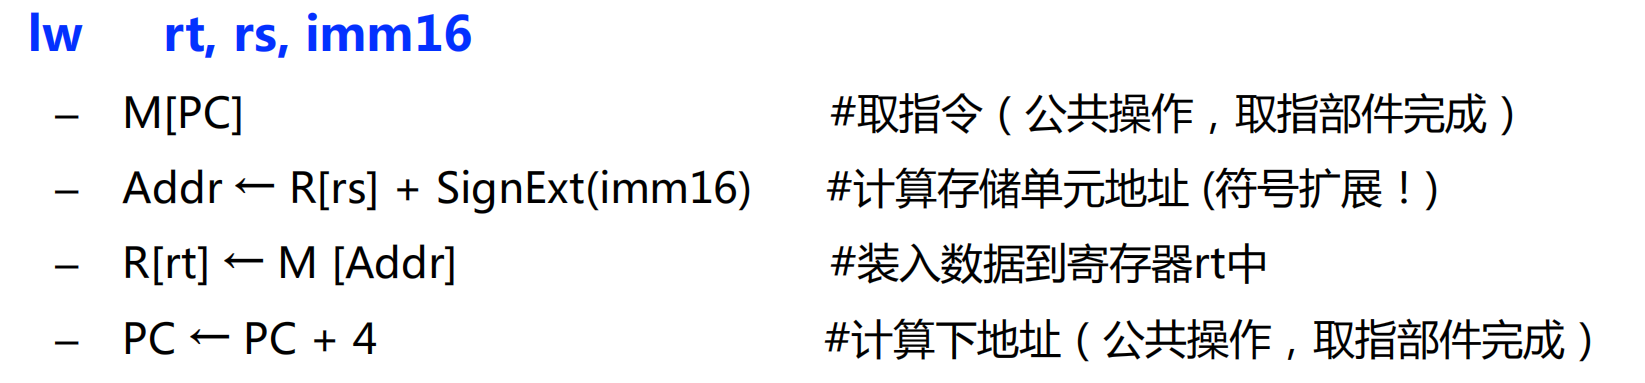 lw rt, rs, imm16
– M[PC] #取指令（公共操作，取指部件完成）
– Addr ← R[rs] + SignExt(imm16) #计算存储单元地址 (符号扩展！)
– R[rt] ← M [Addr] #装入数据到寄存器rt中
– PC ← PC + 4 #计算下地址（公共操作，取指部件完成）